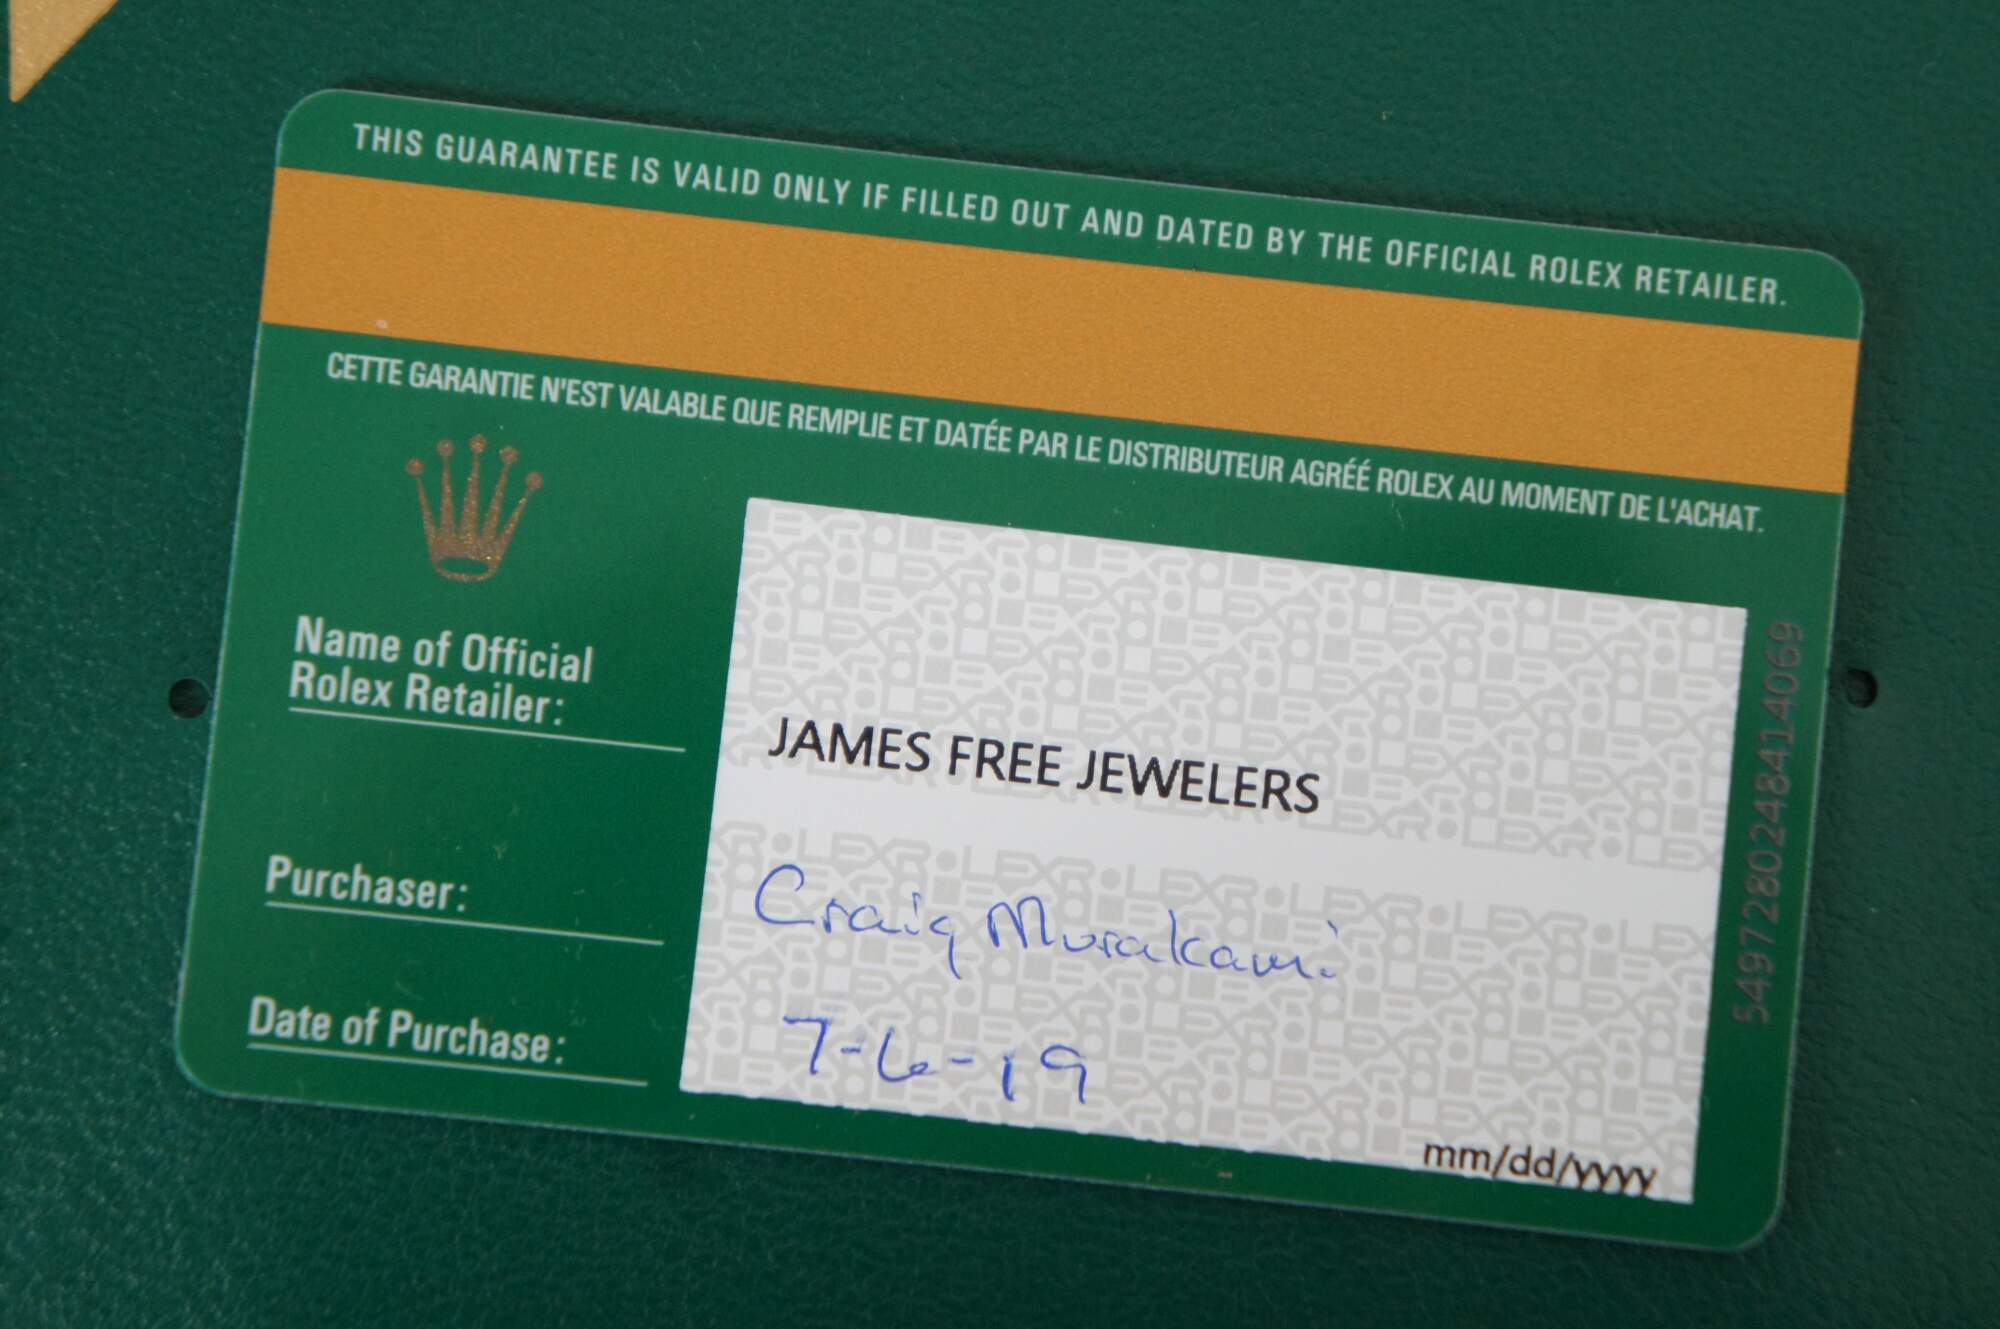 THIS GUARANTEE IS VALID ONLY IF FILLED OUT AND DATED BY THE OFFICIAL ROLEX RETAILER.
CETTE GARANTIE N'EST VALABLE QUE REMPLIE ET DATÉE PAR LE DISTRIBUTEUR AGRÉÉ ROLEX AU MOMENT DE L'ACHAT.
Name of Official
Rolex Retailer:
JAMES FREE JEWELERS
Purchaser:
Craig Murakami
Date of Purchase:
7-6-19
mm/dd/yyyy
5497280248414069